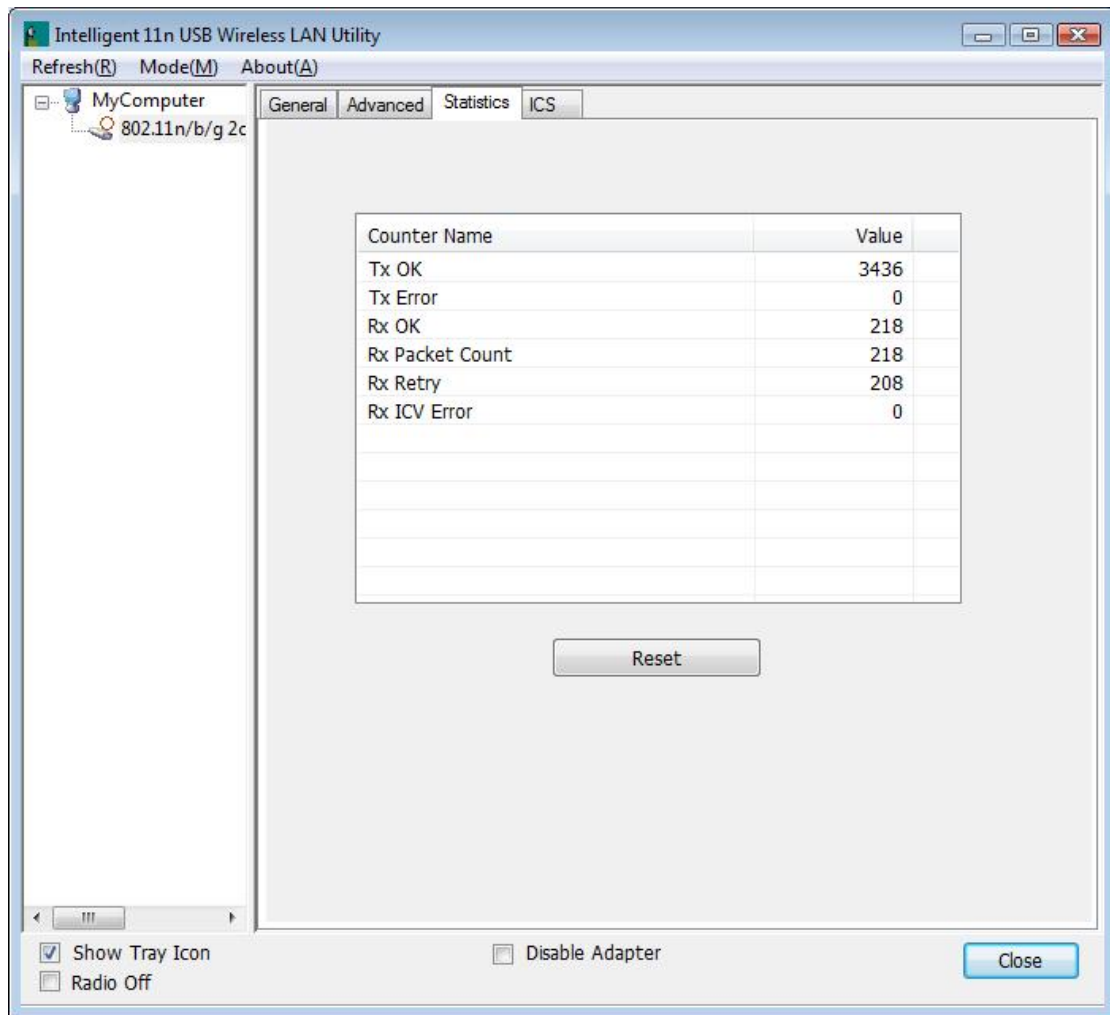 Intelligent 11n USB Wireless LAN Utility
Refresh(R) Mode(M) About(A)
MyComputer
802.11n/b/g 2c
General Advanced Statistics ICS
Counter Name Value
Tx OK 3436
Tx Error 0
Rx OK 218
Rx Packet Count 218
Rx Retry 208
Rx ICV Error 0
Reset
Show Tray Icon
Radio Off
Disable Adapter
Close